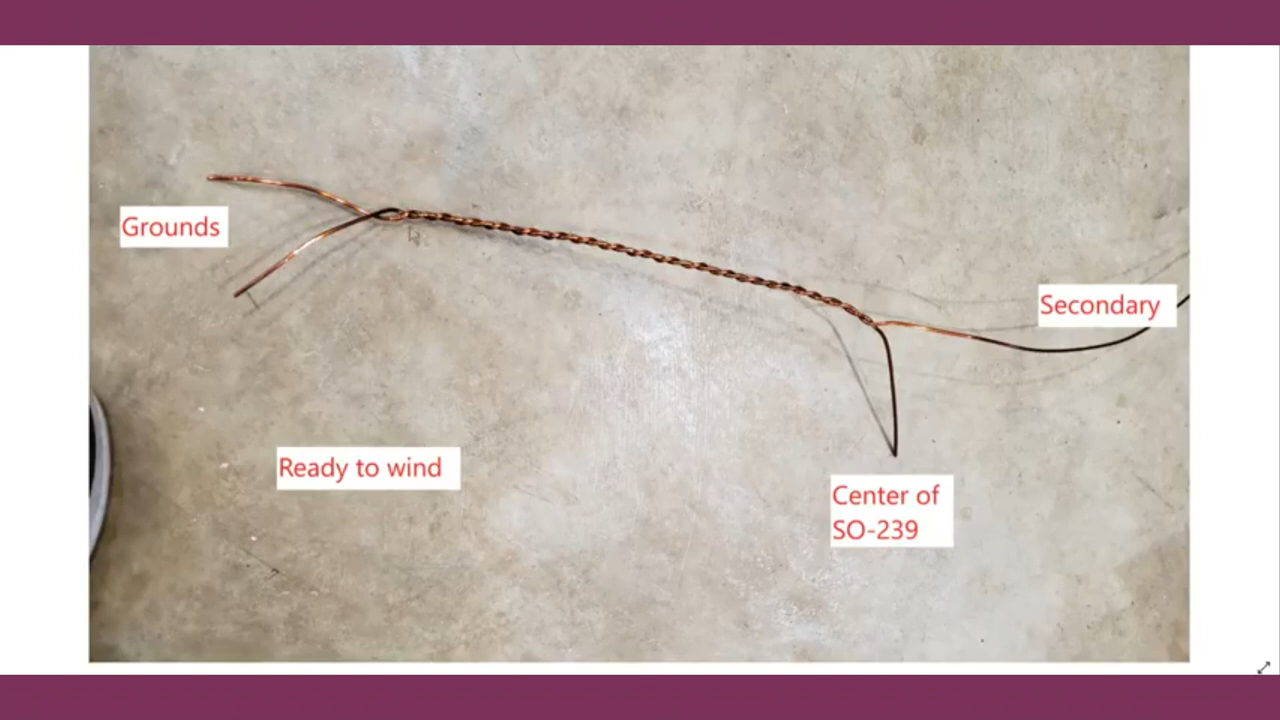 Grounds
Secondary
Ready to wind
Center of
SO-239